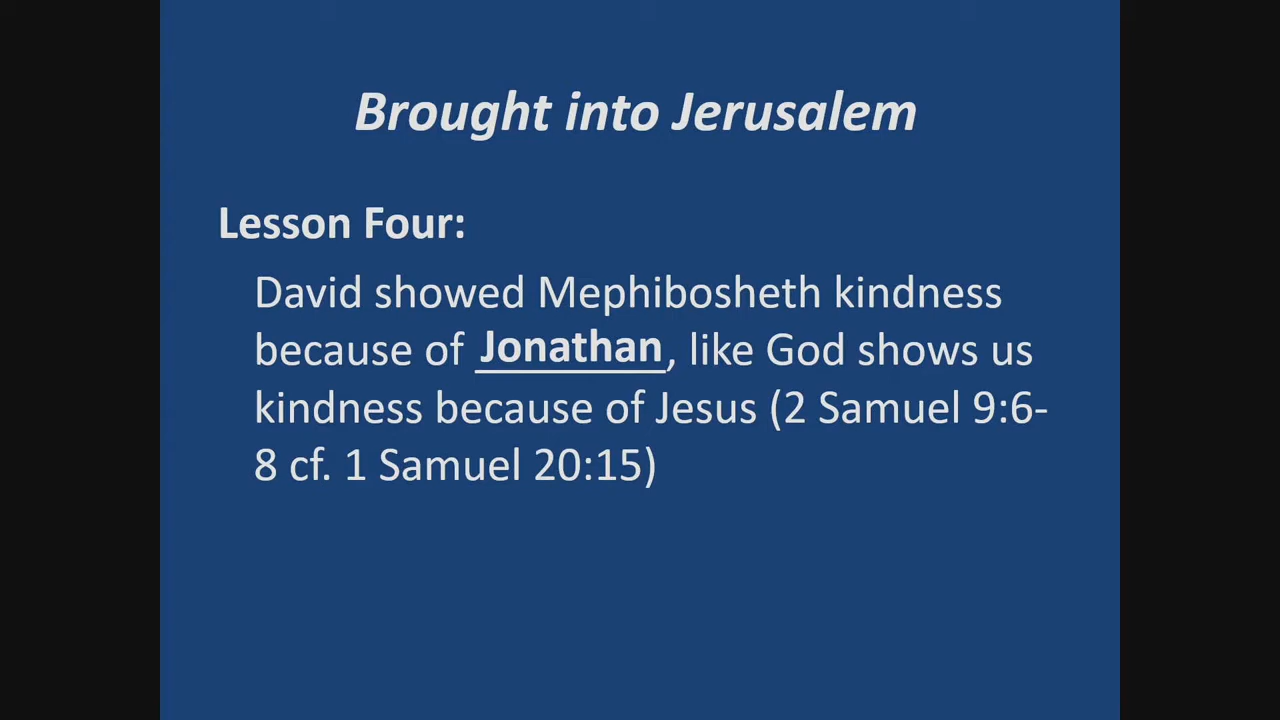 Brought into Jerusalem
Lesson Four:
David showed Mephibosheth kindness
because of Jonathan, like God shows us
kindness because of Jesus (2 Samuel 9:6-
8 cf. 1 Samuel 20:15)